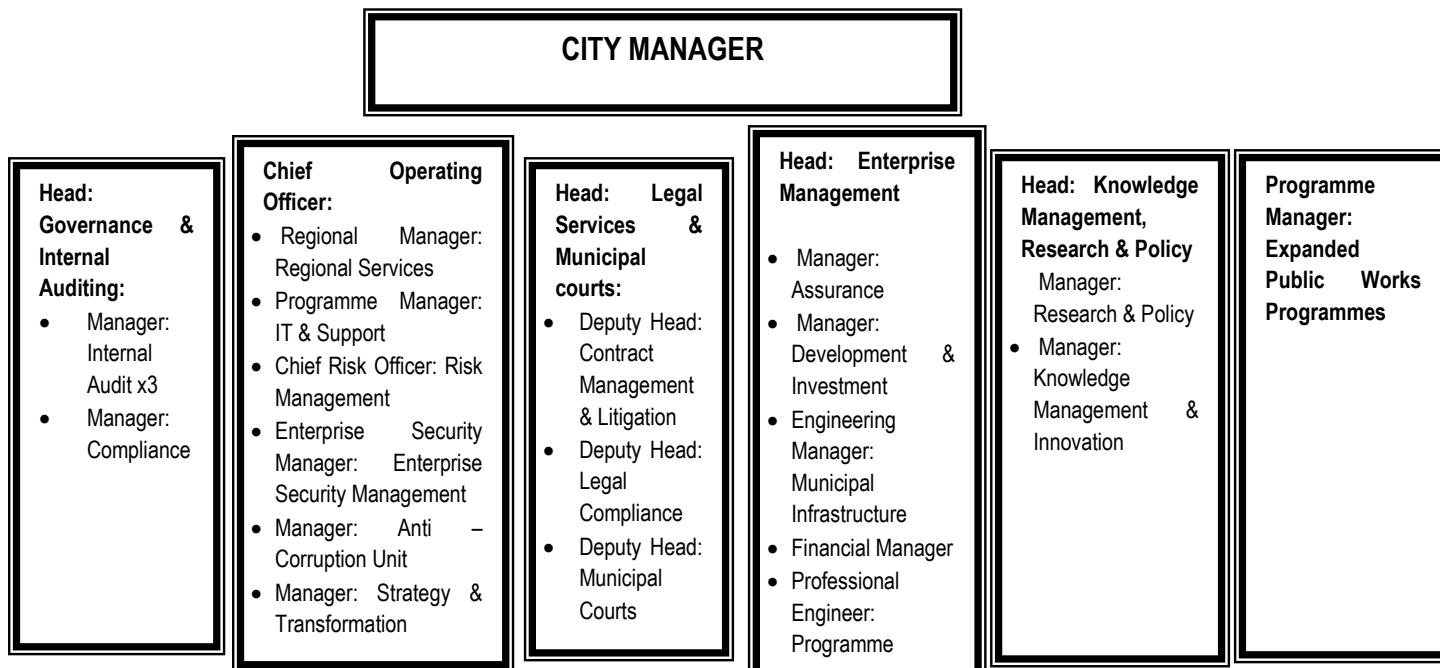 CITY MANAGER
Head:
Governance &
Internal
Auditing:
• Manager:
Internal
Audit x3
• Manager:
Compliance
Chief Operating
Officer:
• Regional Manager:
Regional Services
• Programme Manager:
IT & Support
• Chief Risk Officer: Risk
Management
• Enterprise Security
Manager: Enterprise
Security Management
• Manager: Anti –
Corruption Unit
• Manager: Strategy &
Transformation
Head: Legal
Services &
Municipal
courts:
• Deputy Head:
Contract
Management
& Litigation
• Deputy Head:
Legal
Compliance
• Deputy Head:
Municipal
Courts
Head: Enterprise
Management
• Manager:
Assurance
• Manager:
Development &
Investment
• Engineering
Manager:
Municipal
Infrastructure
• Financial Manager
• Professional
Engineer:
Programme
Head: Knowledge
Management,
Research & Policy
Manager:
Research & Policy
• Manager:
Knowledge
Management &
Innovation
Programme
Manager:
Expanded
Public Works
Programmes